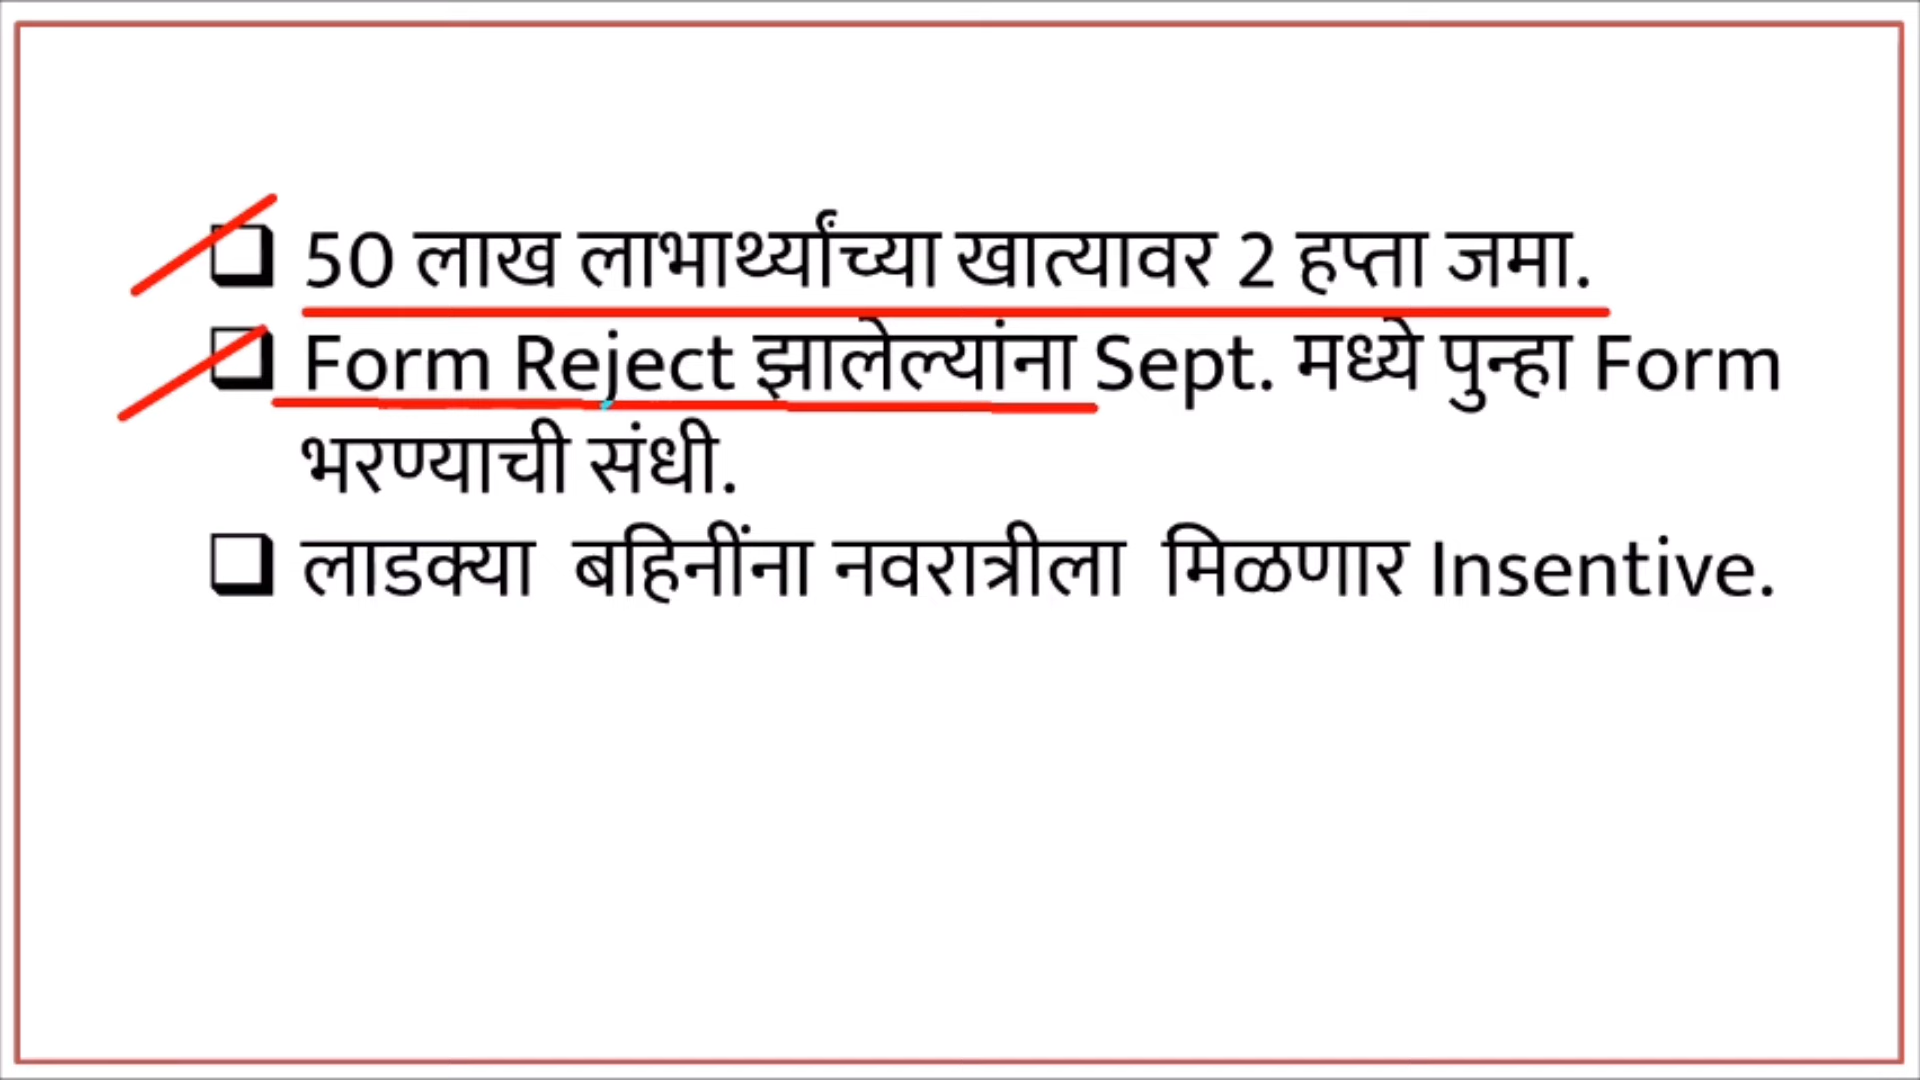 50 लाख लाभार्थ्यांच्या खात्यावर 2 हप्ता जमा.
Form Reject झालेल्यांना Sept. मध्ये पुन्हा Form
भरण्याची संधी.
लाडक्या बहिनींना नवरात्रीला मिळणार Insentive.